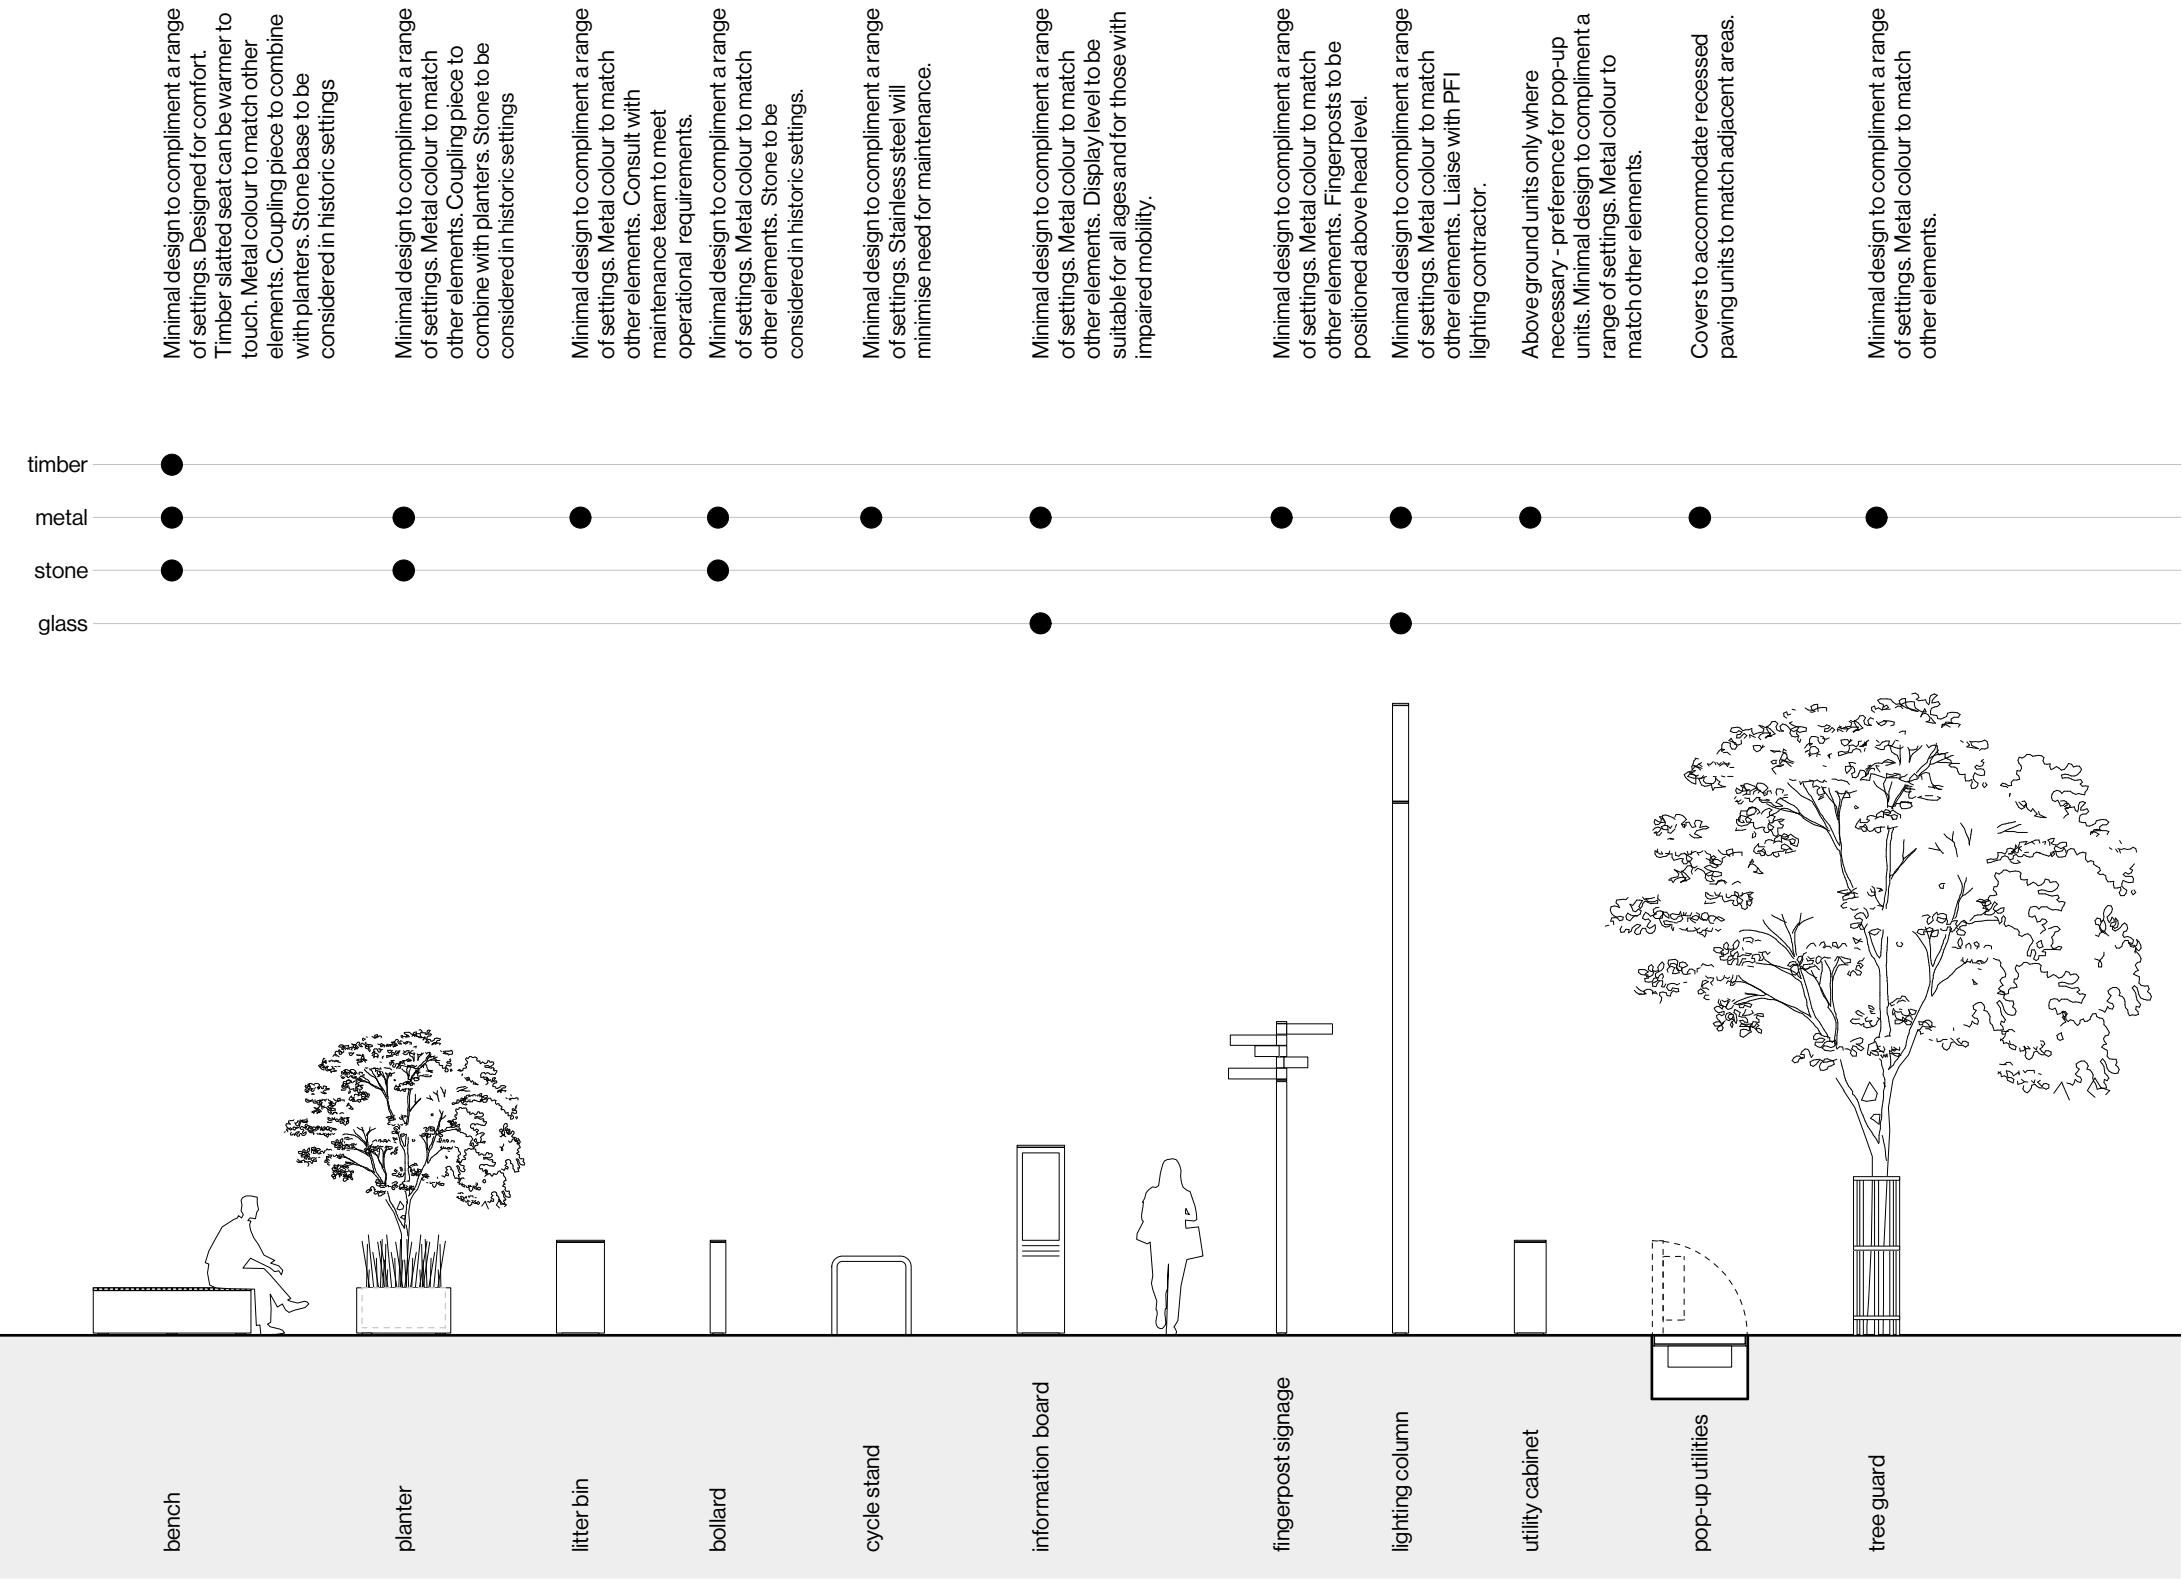 Minimal design to compliment a range
of settings. Designed for comfort.
Timber slatted seat can be warmer to
touch. Metal colour to match other
elements. Coupling piece to combine
with planters. Stone base to be
considered in historic settings
Minimal design to compliment a range
of settings. Metal colour to match
other elements. Coupling piece to
combine with planters. Stone to be
considered in historic settings
Minimal design to compliment a range
of settings. Metal colour to match
other elements. Consult with
maintenance team to meet
operational requirements.
Minimal design to compliment a range
of settings. Metal colour to match
other elements. Stone to be
considered in historic settings.
Minimal design to compliment a range
of settings. Stainless steel will
minimise need for maintenance.
Minimal design to compliment a range
of settings. Metal colour to match
other elements. Display level to be
suitable for all ages and for those with
impaired mobility.
Minimal design to compliment a range
of settings. Metal colour to match
other elements. Fingerposts to be
positioned above head level.
Minimal design to compliment a range
of settings. Metal colour to match
other elements. Liaise with PFI
lighting contractor.
Above ground units only where
necessary - preference for pop-up
units. Minimal design to compliment a
range of settings. Metal colour to
match other elements.
Covers to accommodate recessed
paving units to match adjacent areas.
Minimal design to compliment a range
of settings. Metal colour to match
other elements.
timber
metal
stone
glass
bench
planter
litter bin
bollard
cycle stand
information board
fingerpost signage
lighting column
utility cabinet
pop-up utilities
tree guard